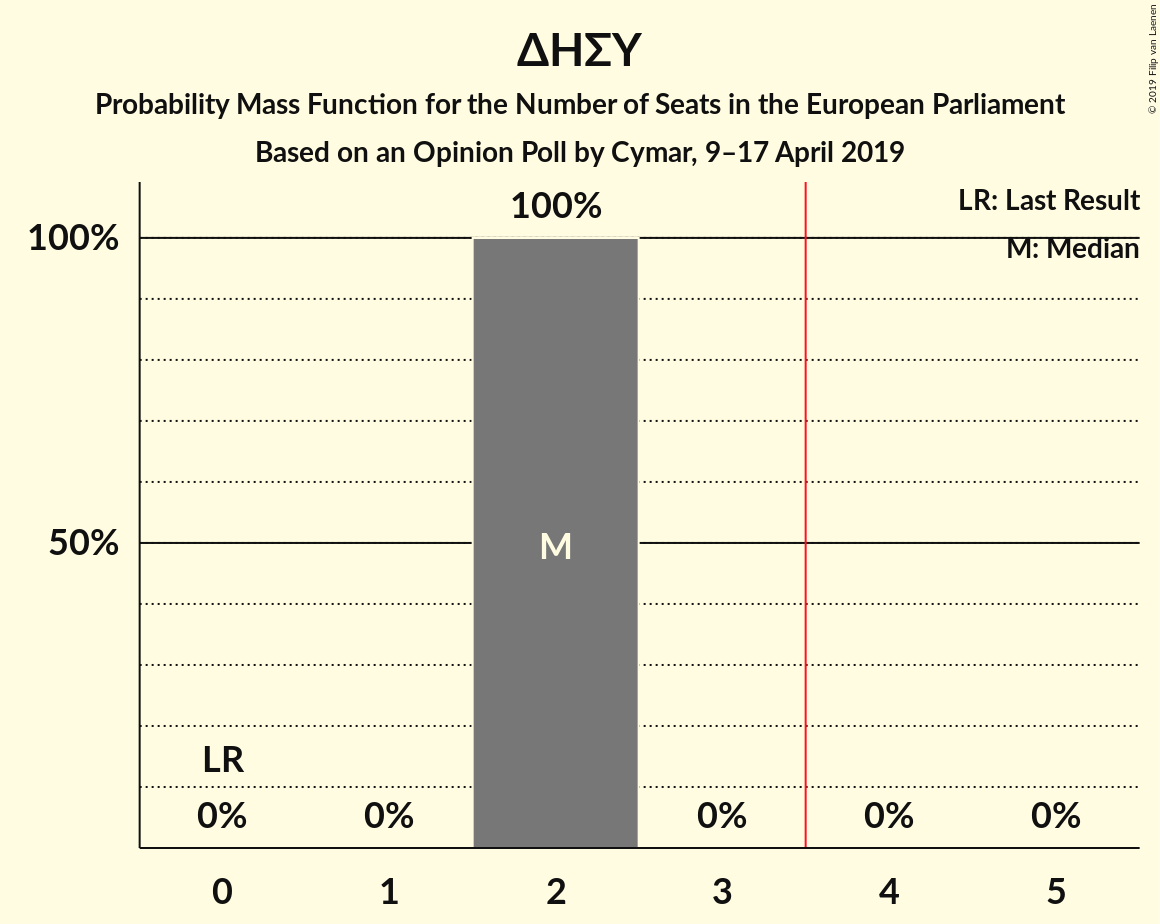 ΔΗΣΥ
Probability Mass Function for the Number of Seats in the European Parliament
Based on an Opinion Poll by Cymar, 9–17 April 2019
© 2019 Filip van Laenen
LR: Last Result
M: Median
100%
100%
50%
M
LR
0%
0%
0%
0%
0%
0
1
2
3
4
5